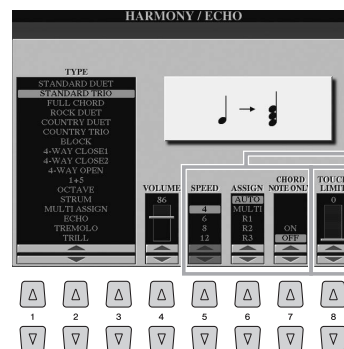 HARMONY / ECHO
TYPE
STANDARD DUET
STANDARD TRIO
FULL CHORD
ROCK DUET
COUNTRY DUET
COUNTRY TRIO
BLOCK
4-WAY CLOSE1
4-WAY CLOSE2
4-WAY OPEN
1+5
OCTAVE
STRUM
MULTI ASSIGN
ECHO
TREMOLO
TRILL
VOLUME
86
SPEED
4
6
8
12
ASSIGN
AUTO
MULTI
R1
R2
R3
CHORD
NOTE ONLY
ON
OFF
TOUCH
LIMIT
0
1 2 3 4 5 6 7 8